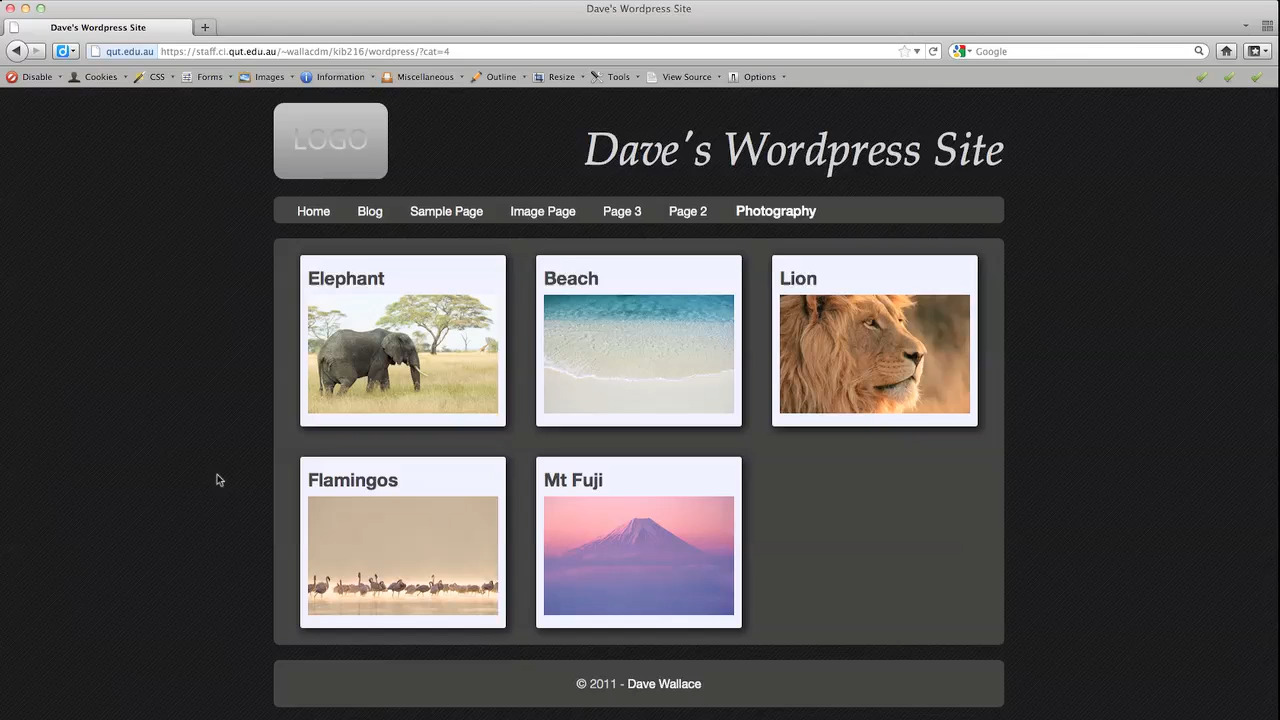 Dave's Wordpress Site
Dave's Wordpress Site
qut.edu.au https://staff.ci.qut.edu.au/~wallacdm/kib216/wordpress/?cat=4
Google
Disable Cookies CSS Forms Images Information Miscellaneous Outline Resize Tools View Source Options
LOGO
Dave's Wordpress Site
Home Blog Sample Page Image Page Page 3 Page 2 Photography
Elephant Beach Lion
Flamingos Mt Fuji
© 2011 - Dave Wallace